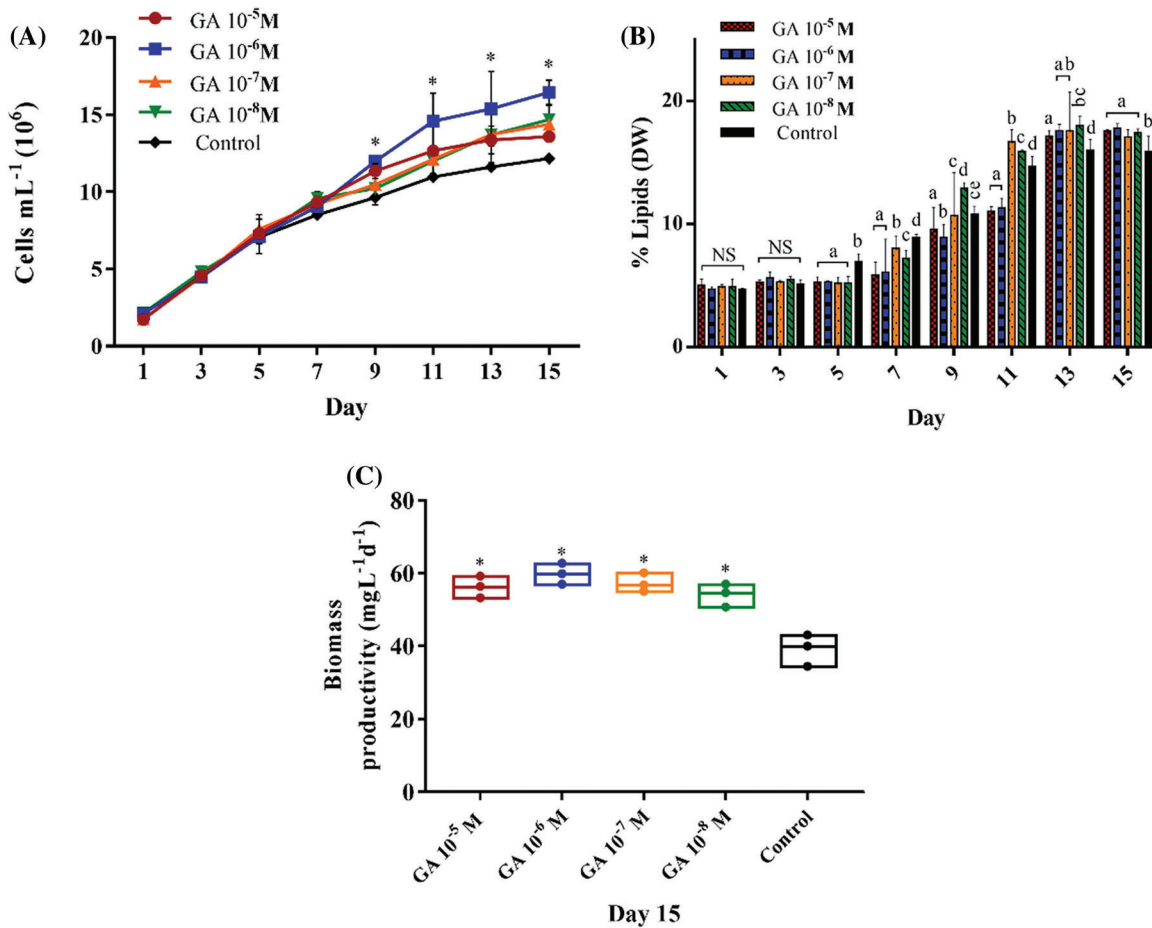 (A)
GA 10⁻⁵M
GA 10⁻⁶M
GA 10⁻⁷M
GA 10⁻⁸M
Control
Cells mL⁻¹ (10⁶)
20
15
10
5
0
* * * *
1 3 5 7 9 11 13 15
Day
(B)
GA 10⁻⁵ M
GA 10⁻⁶ M
GA 10⁻⁷ M
GA 10⁻⁸ M
Control
% Lipids (DW)
20
10
0
NS NS a b a b c d a b c d ce a b c d a ab bc d a b
1 3 5 7 9 11 13 15
Day
(C)
Biomass
productivity (mgL⁻¹d⁻¹)
80
60
40
20
0
* * * *
GA 10⁻⁵ M
GA 10⁻⁶ M
GA 10⁻⁷ M
GA 10⁻⁸ M
Control
Day 15